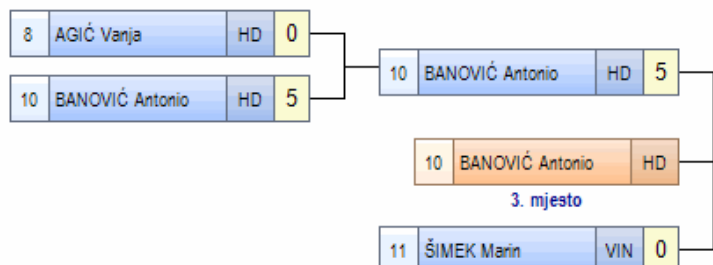 8 AGIĆ Vanja HD 0
10 BANOVIĆ Antonio HD 5
10 BANOVIĆ Antonio HD 5
10 BANOVIĆ Antonio HD
3. mjesto
11 ŠIMEK Marin VIN 0